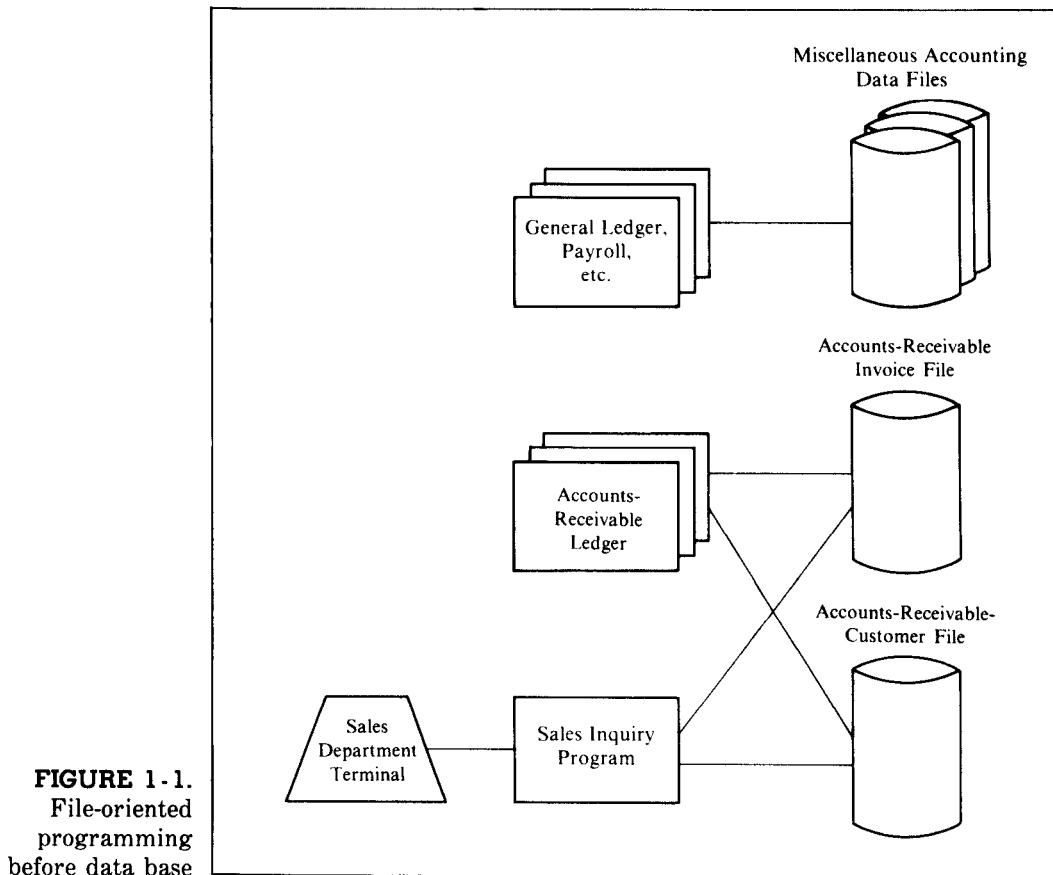 Miscellaneous Accounting
Data Files
General Ledger,
Payroll,
etc.
Accounts-Receivable
Invoice File
Accounts-
Receivable
Ledger
Accounts-Receivable-
Customer File
Sales
Department
Terminal
Sales Inquiry
Program
FIGURE 1-1.
File-oriented
programming
before data base